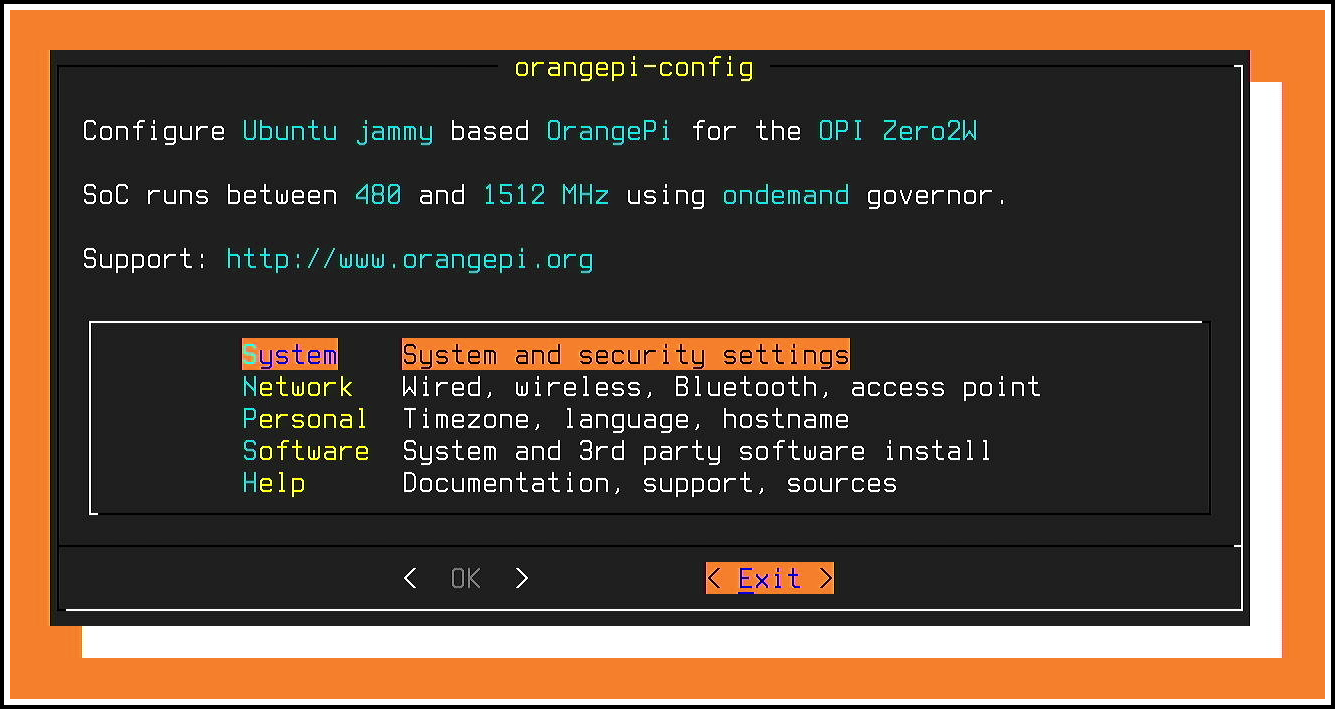 orangepi-config
Configure Ubuntu jammy based OrangePi for the OPI Zero2W
SoC runs between 480 and 1512 MHz using ondemand governor.
Support: http://www.orangepi.org
System System and security settings
Network Wired, wireless, Bluetooth, access point
Personal Timezone, language, hostname
Software System and 3rd party software install
Help Documentation, support, sources
< OK > < Exit >